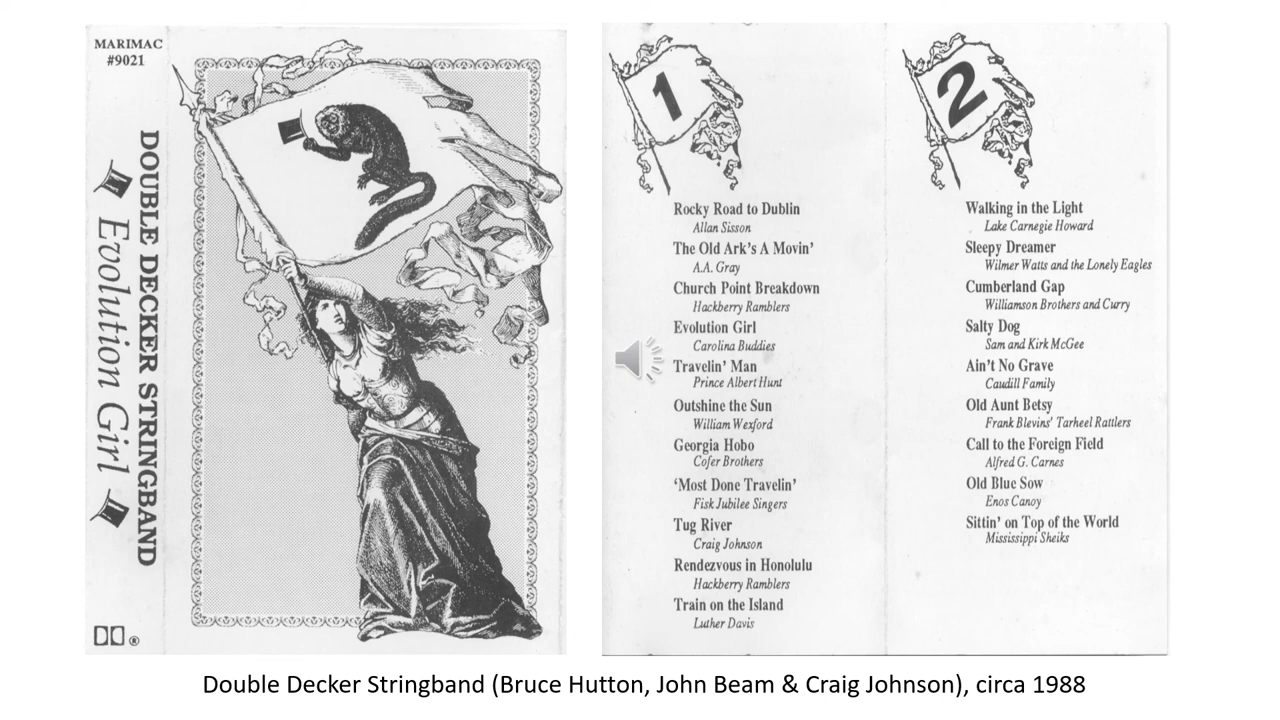 MARIMAC
#9021
DOUBLE DECKER STRINGBAND
Evolution Girl
®
1
Rocky Road to Dublin
Allan Sisson
The Old Ark's A Movin'
A.A. Gray
Church Point Breakdown
Hackberry Ramblers
Evolution Girl
Carolina Buddies
Travelin' Man
Prince Albert Hunt
Outshine the Sun
William Wexford
Georgia Hobo
Cofer Brothers
'Most Done Travelin'
Fisk Jubilee Singers
Tug River
Craig Johnson
Rendezvous in Honolulu
Hackberry Ramblers
Train on the Island
Luther Davis
2
Walking in the Light
Lake Carnegie Howard
Sleepy Dreamer
Wilmer Watts and the Lonely Eagles
Cumberland Gap
Williamson Brothers and Curry
Salty Dog
Sam and Kirk McGee
Ain't No Grave
Caudill Family
Old Aunt Betsy
Frank Blevins' Tarheel Rattlers
Call to the Foreign Field
Alfred G. Carnes
Old Blue Sow
Enos Canoy
Sittin' on Top of the World
Mississippi Sheiks
Double Decker Stringband (Bruce Hutton, John Beam & Craig Johnson), circa 1988